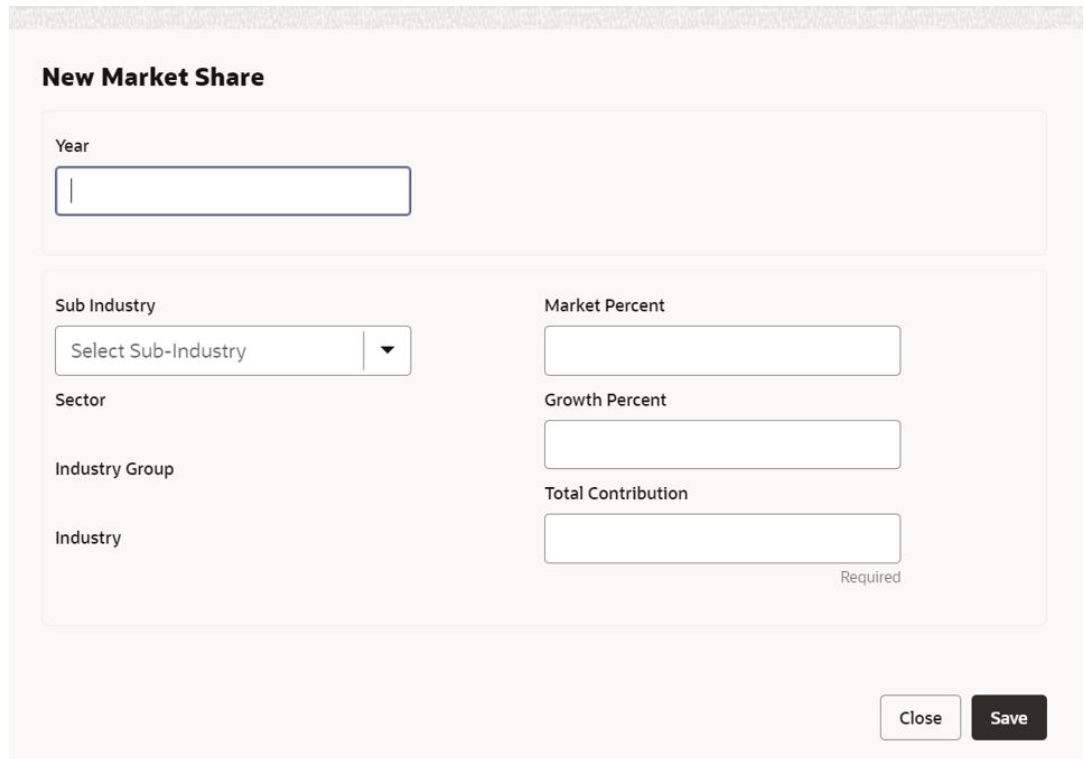 New Market Share
Year
Sub Industry
Select Sub-Industry
Sector
Industry Group
Industry
Market Percent
Growth Percent
Total Contribution
Required
Close
Save